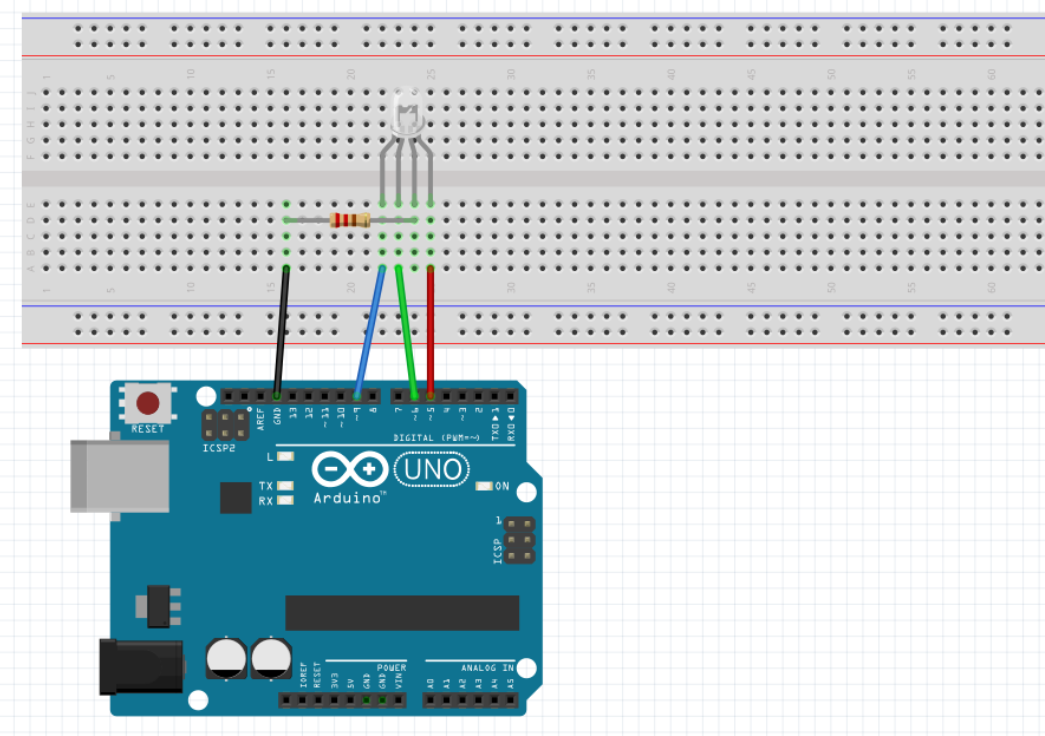 1 5 10 15 20 25 30 35 40 45 50 55 60
J
I
H
G
F
E
D
C
B
A
1 5 10 15 20 25 30 35 40 45 50 55 60
RESET
ICSP2
AREF
GND
13
12
~11
~10
~9
8
7
~6
~5
4
~3
2
TX0▶1
RX0◀0
DIGITAL (PWM=~)
L
TX
RX
UNO
Arduino™
ON
1
ICSP
POWER
ANALOG IN
IOREF
RESET
3V3
5V
GND
GND
VIN
A0
A1
A2
A3
A4
A5